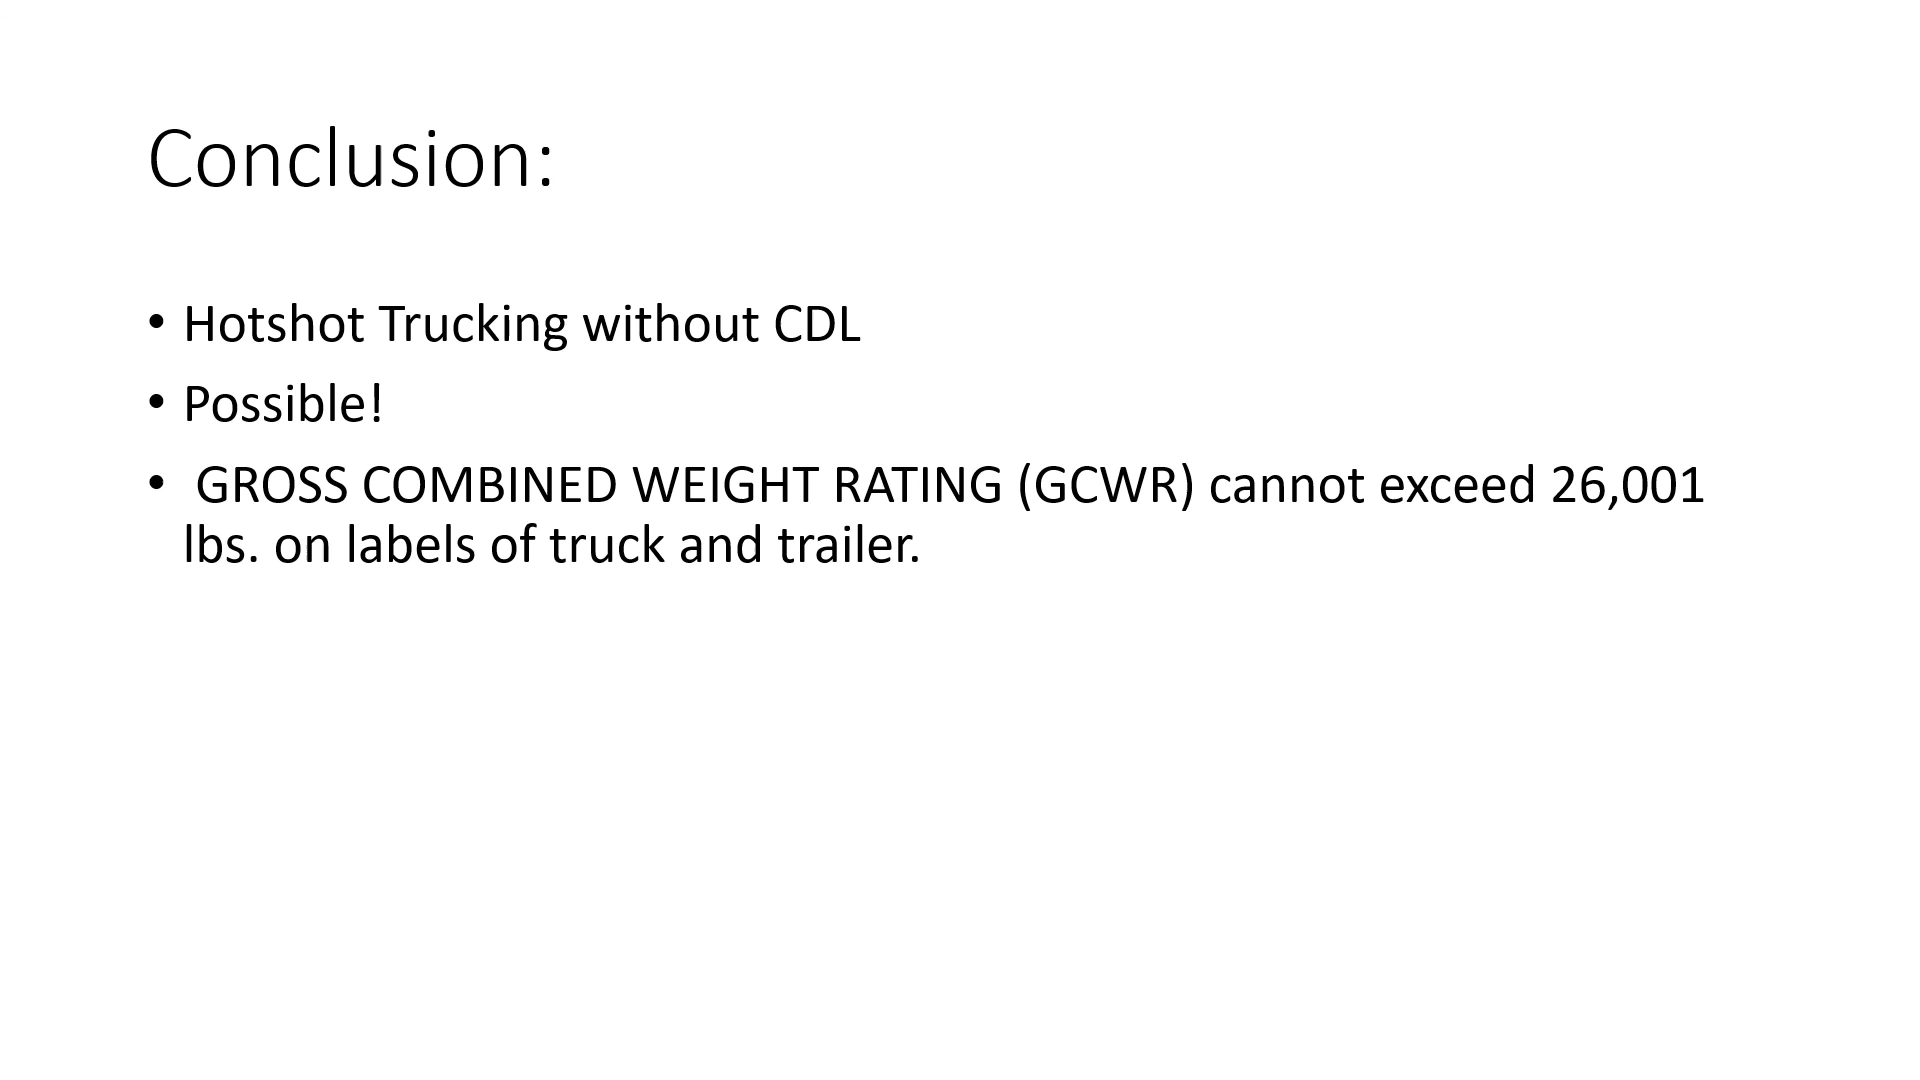 Conclusion:
• Hotshot Trucking without CDL
• Possible!
• GROSS COMBINED WEIGHT RATING (GCWR) cannot exceed 26,001
lbs. on labels of truck and trailer.